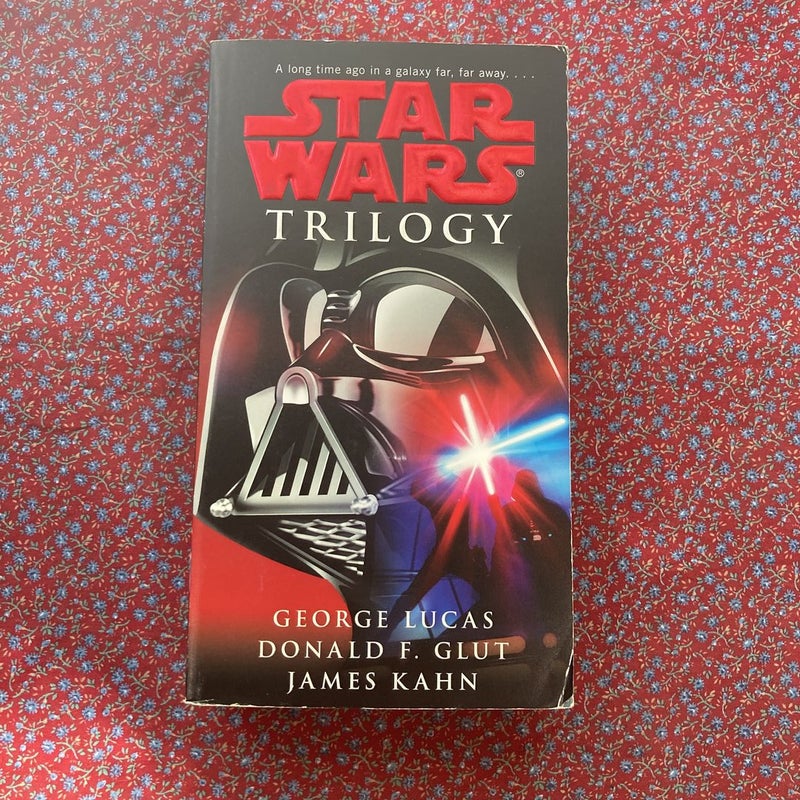 A long time ago in a galaxy far, far away. . . .
STAR
WARS®
TRILOGY
GEORGE LUCAS
DONALD F. GLUT
JAMES KAHN